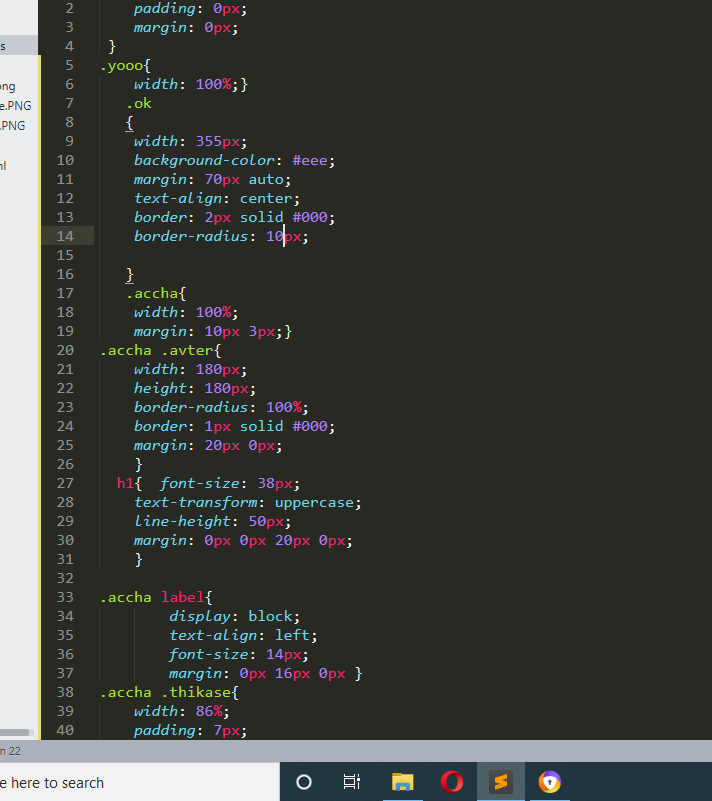 2 padding: 0px;
3 margin: 0px;
4 }
5 .yooo{
6 width: 100%;}
7 .ok
8 {
9 width: 355px;
10 background-color: #eee;
11 margin: 70px auto;
12 text-align: center;
13 border: 2px solid #000;
14 border-radius: 10px;
15
16 }
17 .accha{
18 width: 100%;
19 margin: 10px 3px;}
20 .accha .avter{
21 width: 180px;
22 height: 180px;
23 border-radius: 100%;
24 border: 1px solid #000;
25 margin: 20px 0px;
26 }
27 h1{ font-size: 38px;
28 text-transform: uppercase;
29 line-height: 50px;
30 margin: 0px 0px 20px 0px;
31 }
32
33 .accha label{
34 display: block;
35 text-align: left;
36 font-size: 14px;
37 margin: 0px 16px 0px }
38 .accha .thikase{
39 width: 86%;
40 padding: 7px;
s
e.PNG
.PNG
n 22
e here to search